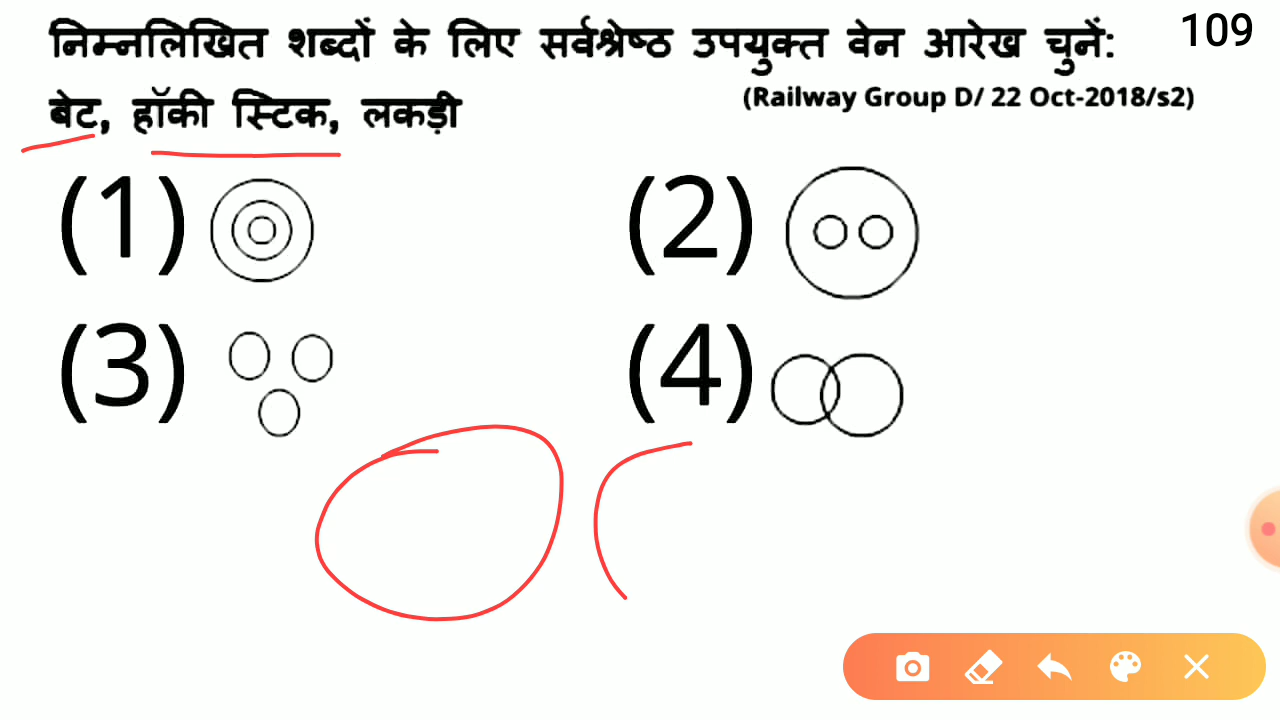 निम्नलिखित शब्दों के लिए सर्वश्रेष्ठ उपयुक्त वेन आरेख चुनें: 109
बेट, हॉकी स्टिक, लकड़ी (Railway Group D/ 22 Oct-2018/s2)
(1) (2)
(3) (4)